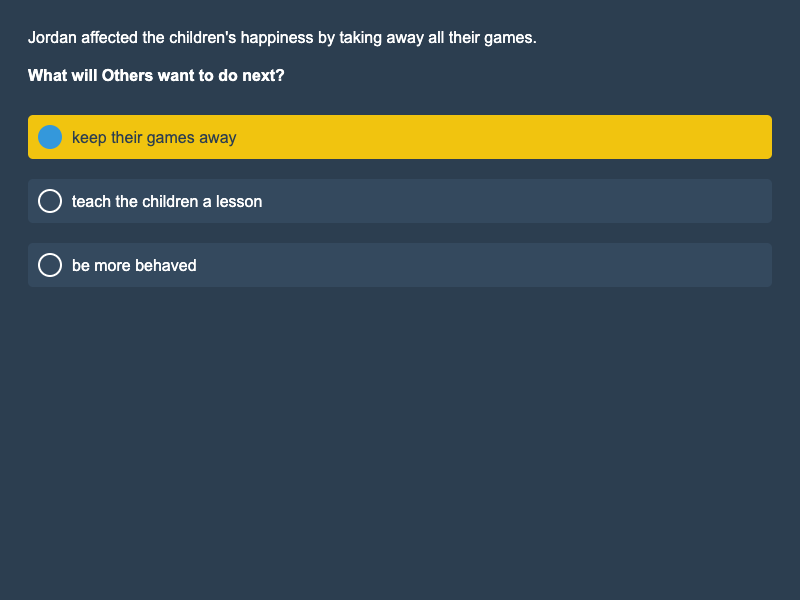 Jordan affected the children's happiness by taking away all their games.
What will Others want to do next?
keep their games away
teach the children a lesson
be more behaved